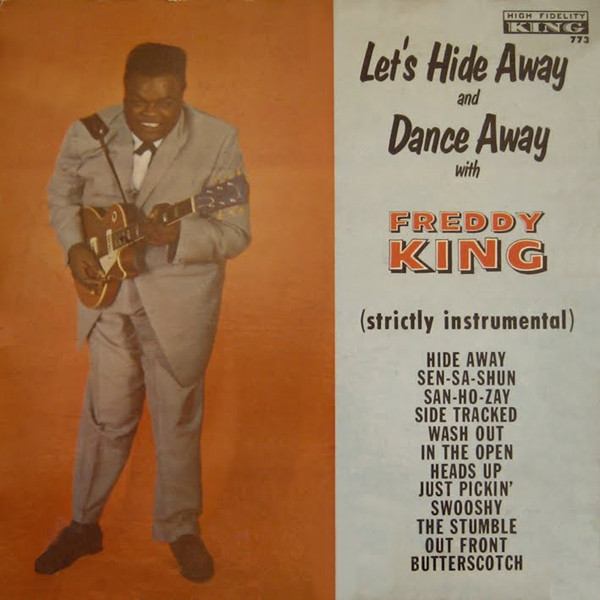 HIGH FIDELITY
KING
773
Let's Hide Away
and
Dance Away
with
FREDDY
KING
(strictly instrumental)
HIDE AWAY
SEN-SA-SHUN
SAN-HO-ZAY
SIDE TRACKED
WASH OUT
IN THE OPEN
HEADS UP
JUST PICKIN'
SWOOSHY
THE STUMBLE
OUT FRONT
BUTTERSCOTCH